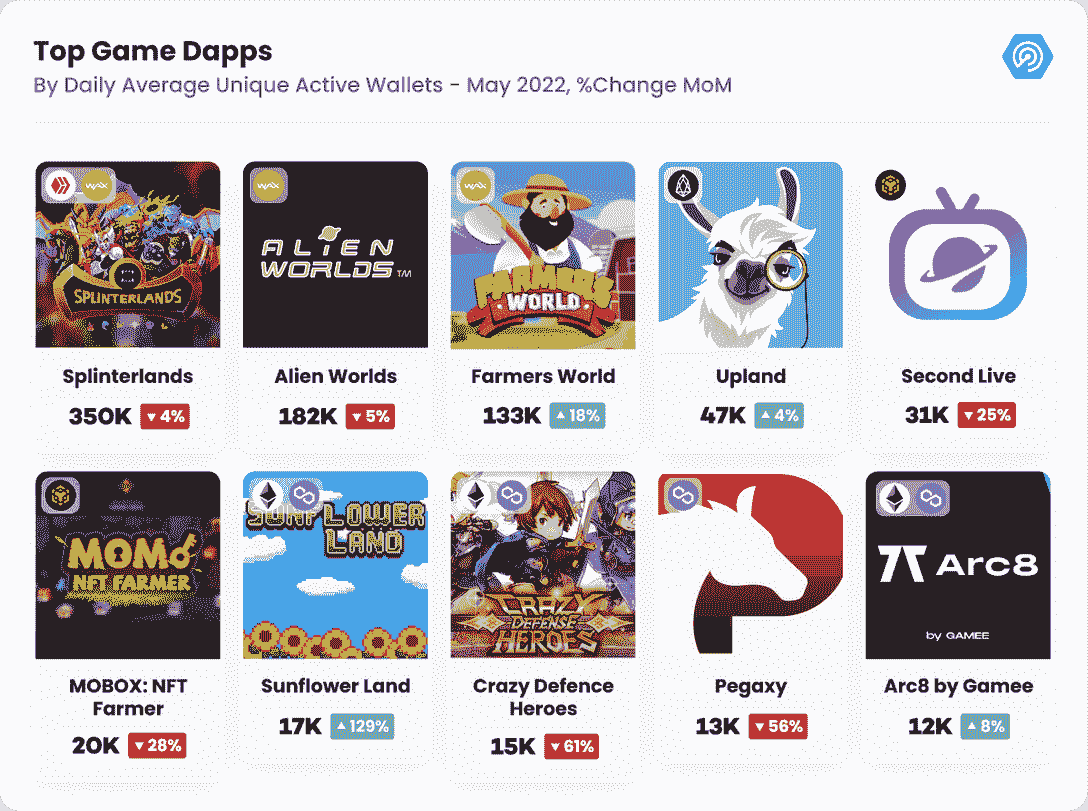 Top Game Dapps
By Daily Average Unique Active Wallets - May 2022, %Change MoM
WAX
SPLINTERLANDS
Splinterlands
350K ▼ 4%
WAX
ALIEN
WORLDS™
Alien Worlds
182K ▼ 5%
WAX
FARMERS
WORLD
Farmers World
133K ▲ 18%
Upland
47K ▲ 4%
Second Live
31K ▼ 25%
MOMO
NFT FARMER
MOBOX: NFT
Farmer
20K ▼ 28%
SUNFLOWER
LAND
Sunflower Land
17K ▲ 129%
CRAZY
DEFENSE
HEROES
Crazy Defence
Heroes
15K ▼ 61%
Pegaxy
13K ▼ 56%
Arc8
by GAMEE
Arc8 by Gamee
12K ▲ 8%